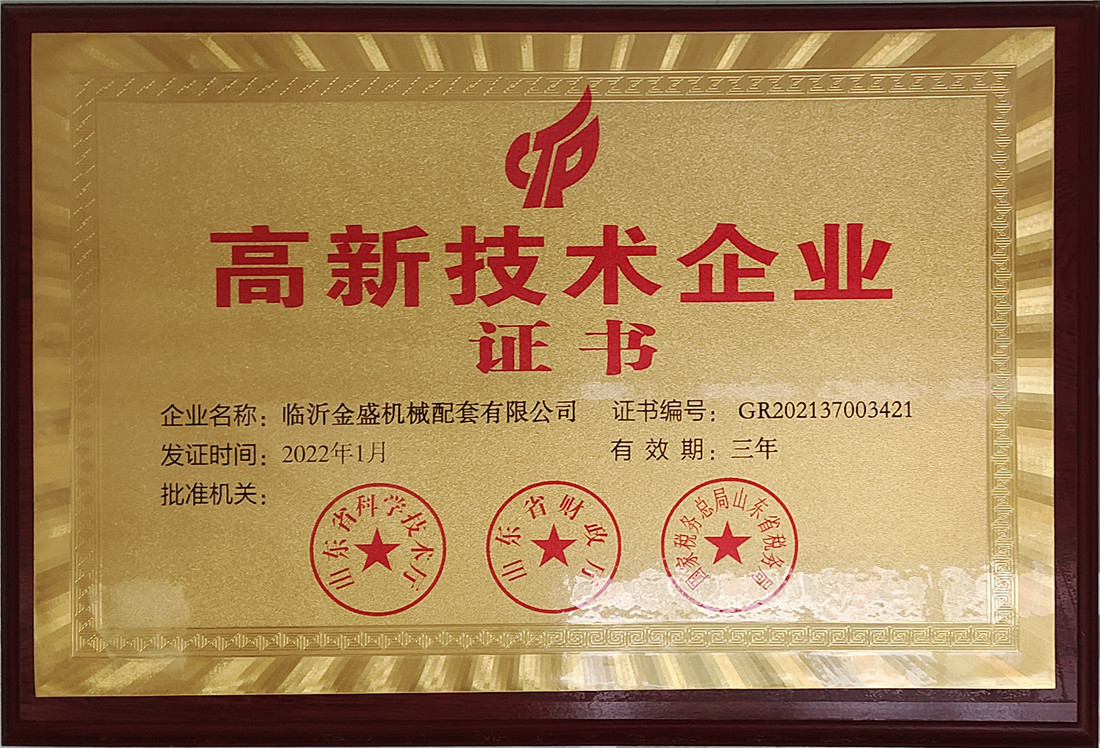 CTP
高新技术企业
证书
企业名称：临沂金盛机械配套有限公司 证书编号：GR202137003421
发证时间：2022年1月 有效期：三年
批准机关：
山东省科学技术厅
山东省财政厅
国家税务总局山东省税务局